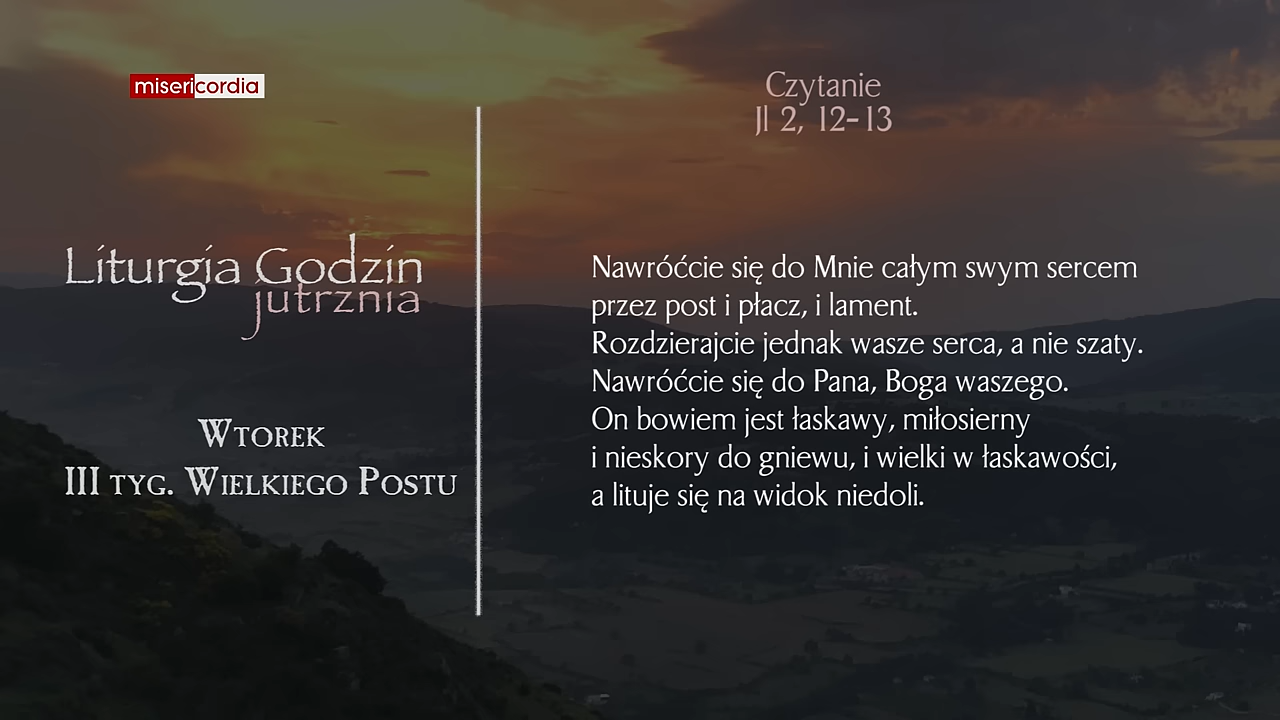 misericordia
Liturgia Godzin
jutrznia
Wtorek
III tyg. Wielkiego Postu
Czytanie
Jl 2, 12-13
Nawróćcie się do Mnie całym swym sercem
przez post i płacz, i lament.
Rozdzierajcie jednak wasze serca, a nie szaty.
Nawróćcie się do Pana, Boga waszego.
On bowiem jest łaskawy, miłosierny
i nieskory do gniewu, i wielki w łaskawości,
a lituje się na widok niedoli.